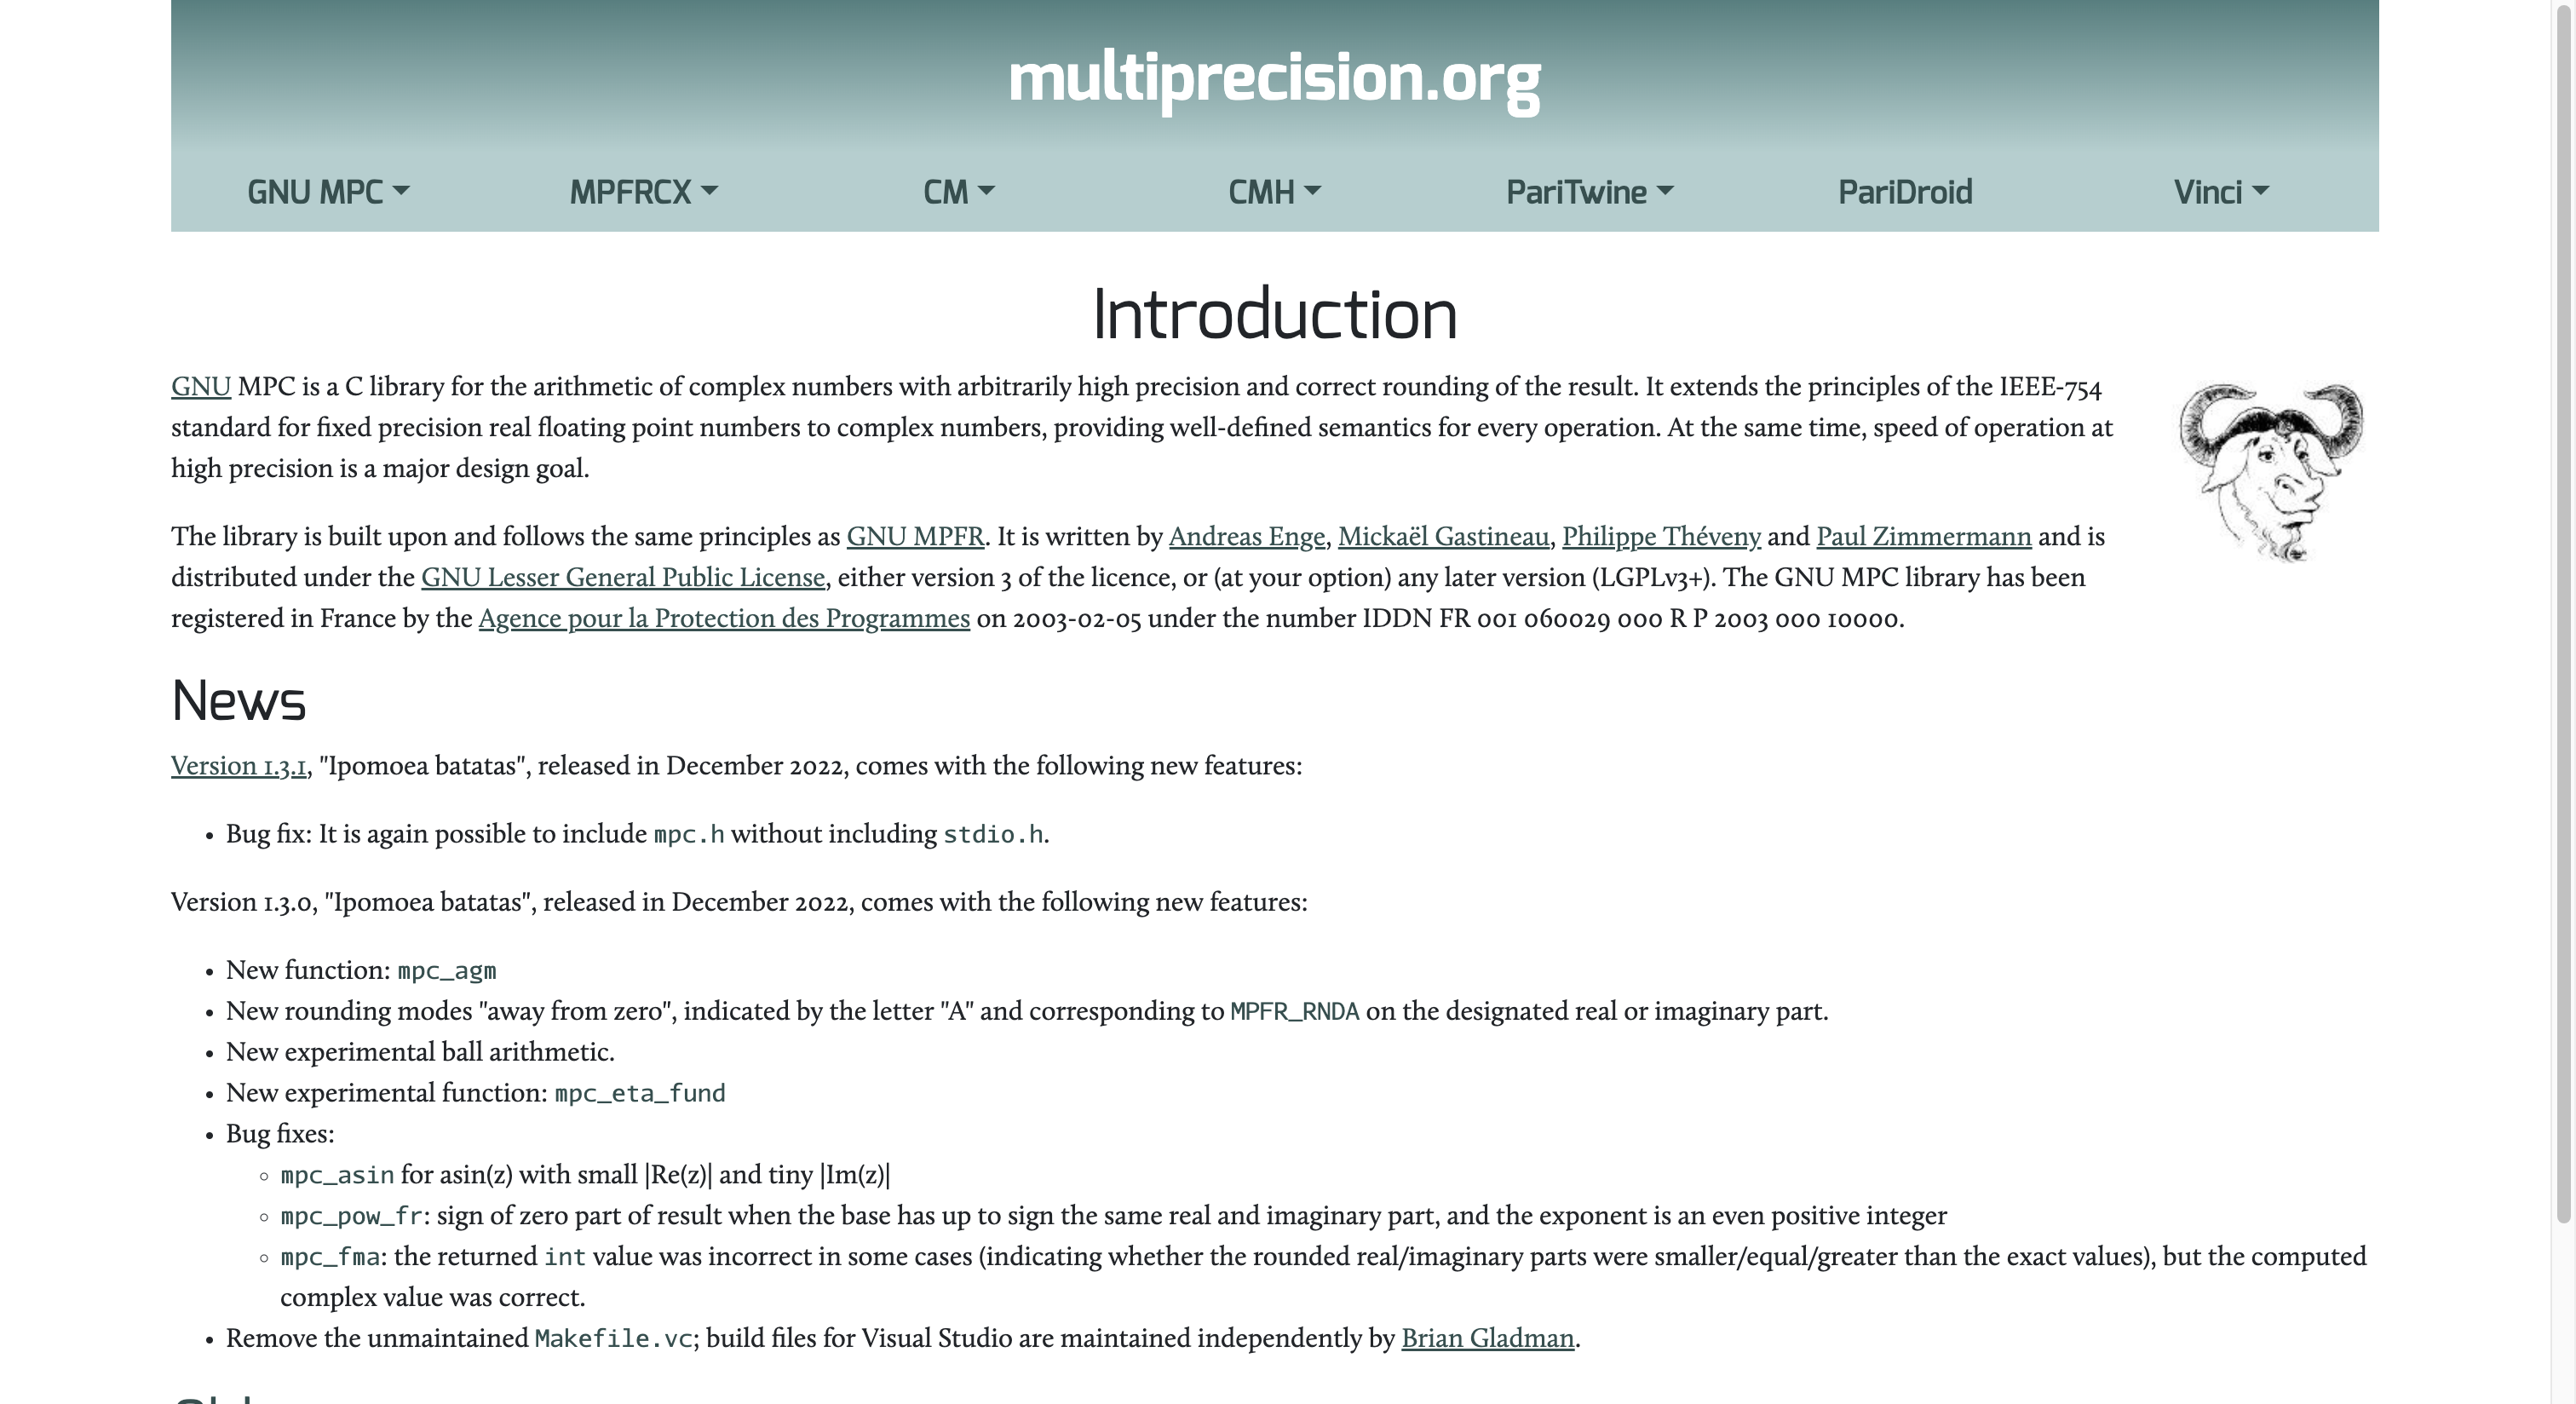 multiprecision.org
GNU MPC
MPFRCX
CM
CMH
PariTwine
PariDroid
Vinci
Introduction
GNU MPC is a C library for the arithmetic of complex numbers with arbitrarily high precision and correct rounding of the result. It extends the principles of the IEEE-754
standard for fixed precision real floating point numbers to complex numbers, providing well-defined semantics for every operation. At the same time, speed of operation at
high precision is a major design goal.
The library is built upon and follows the same principles as GNU MPFR. It is written by Andreas Enge, Mickaël Gastineau, Philippe Théveny and Paul Zimmermann and is
distributed under the GNU Lesser General Public License, either version 3 of the licence, or (at your option) any later version (LGPLv3+). The GNU MPC library has been
registered in France by the Agence pour la Protection des Programmes on 2003-02-05 under the number IDDN FR 001 060029 000 R P 2003 000 10000.
News
Version 1.3.1, "Ipomoea batatas", released in December 2022, comes with the following new features:
• Bug fix: It is again possible to include mpc.h without including stdio.h.
Version 1.3.0, "Ipomoea batatas", released in December 2022, comes with the following new features:
• New function: mpc_agm
• New rounding modes "away from zero", indicated by the letter "A" and corresponding to MPFR_RNDA on the designated real or imaginary part.
• New experimental ball arithmetic.
• New experimental function: mpc_eta_fund
• Bug fixes:
◦ mpc_asin for asin(z) with small |Re(z)| and tiny |Im(z)|
◦ mpc_pow_fr: sign of zero part of result when the base has up to sign the same real and imaginary part, and the exponent is an even positive integer
◦ mpc_fma: the returned int value was incorrect in some cases (indicating whether the rounded real/imaginary parts were smaller/equal/greater than the exact values), but the computed
complex value was correct.
• Remove the unmaintained Makefile.vc; build files for Visual Studio are maintained independently by Brian Gladman.